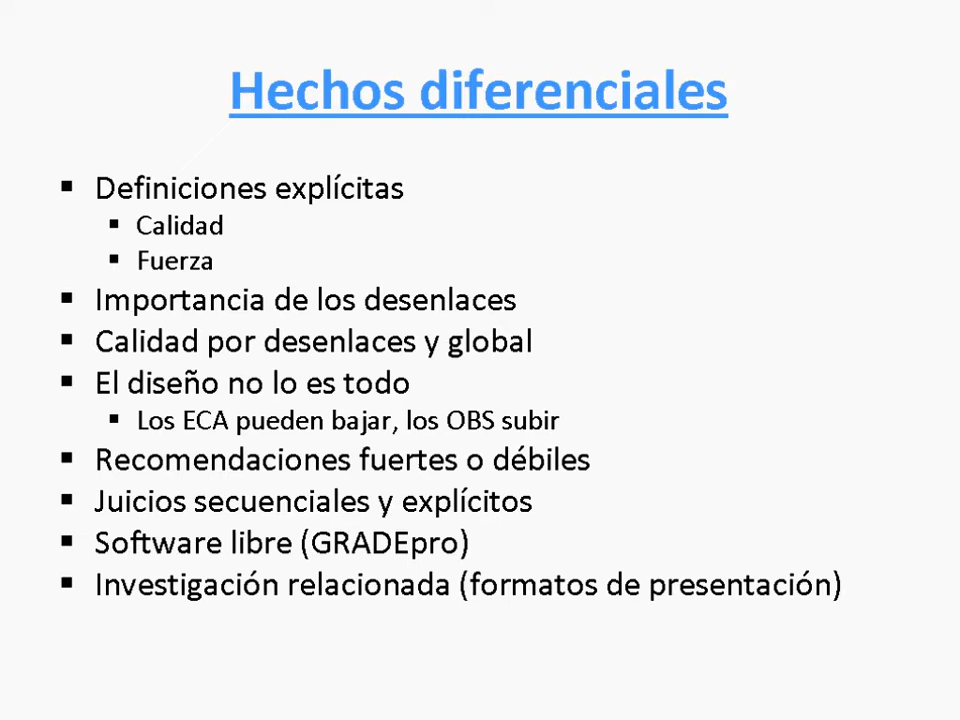 Hechos diferenciales
▪ Definiciones explícitas
▪ Calidad
▪ Fuerza
▪ Importancia de los desenlaces
▪ Calidad por desenlaces y global
▪ El diseño no lo es todo
▪ Los ECA pueden bajar, los OBS subir
▪ Recomendaciones fuertes o débiles
▪ Juicios secuenciales y explícitos
▪ Software libre (GRADEpro)
▪ Investigación relacionada (formatos de presentación)